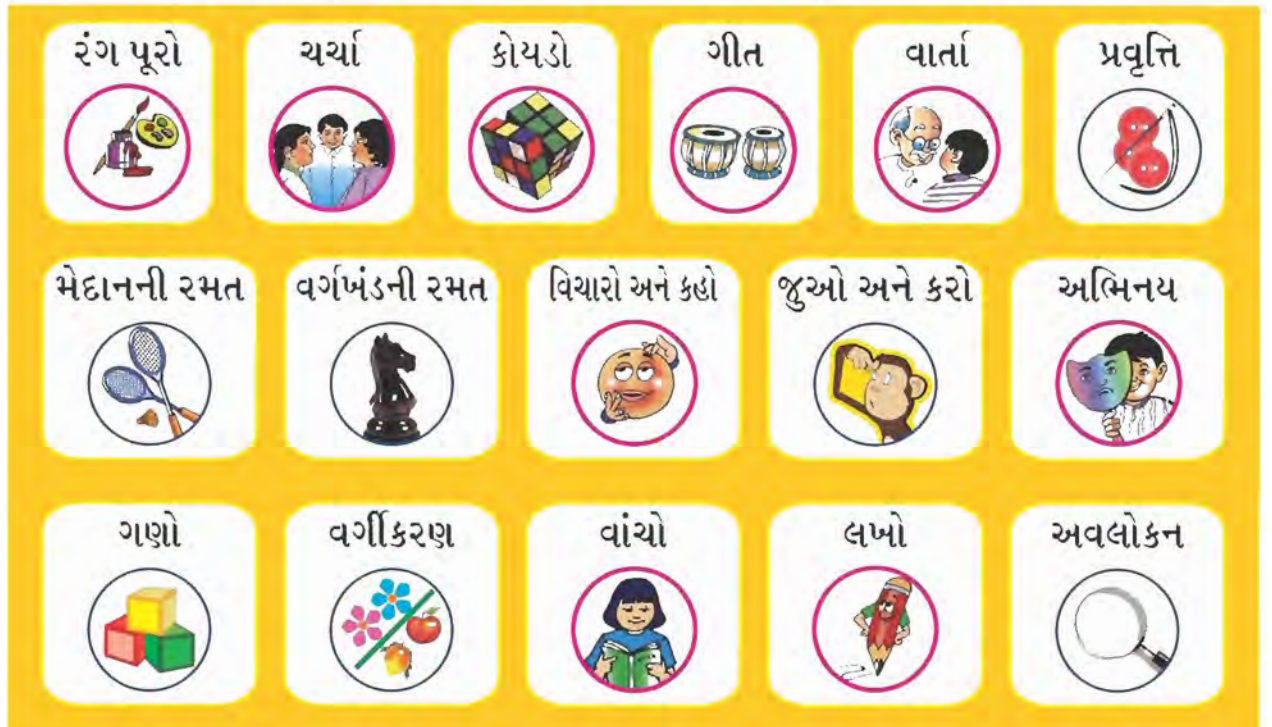 રંગ પૂરો ચર્ચા કોયડો ગીત વાર્તા પ્રવૃત્તિ
મેદાનની રમત વર્ગખંડની રમત વિચારો અને કહો જુઓ અને કરો અભિનય
ગણો વર્ગીકરણ વાંચો લખો અવલોકન